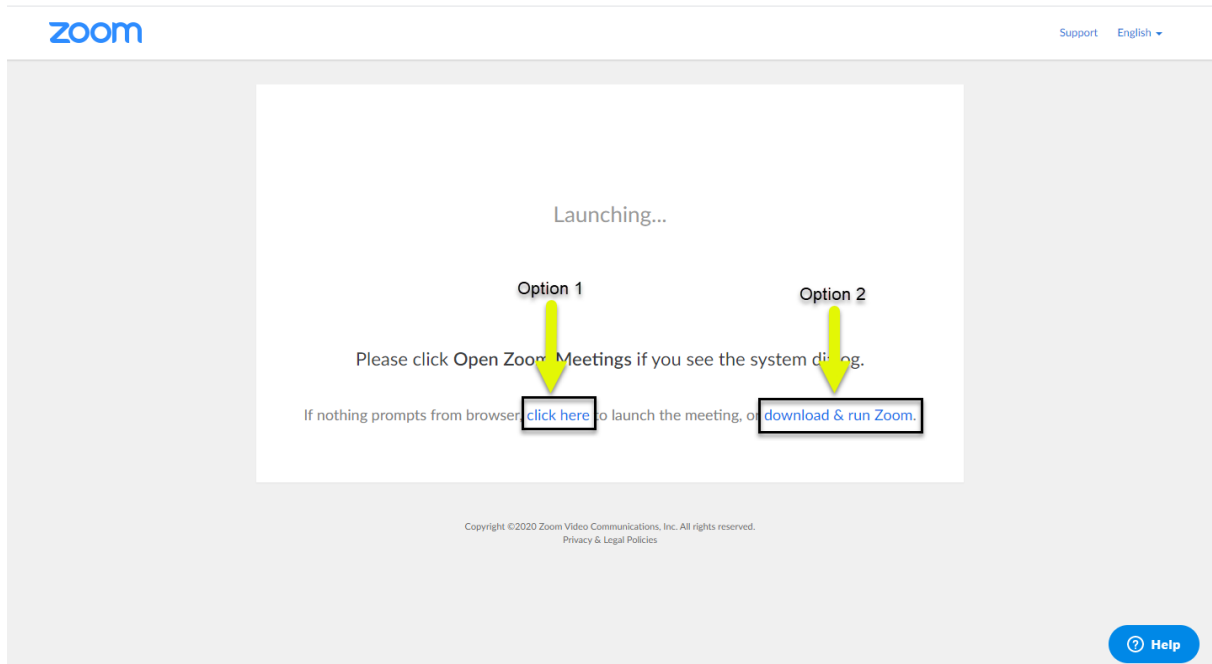 zoom
Support English
Launching...
Option 1
Option 2
Please click Open Zoom Meetings if you see the system dialog.
If nothing prompts from browser, click here to launch the meeting, or download & run Zoom.
Copyright ©2020 Zoom Video Communications, Inc. All rights reserved.
Privacy & Legal Policies
Help